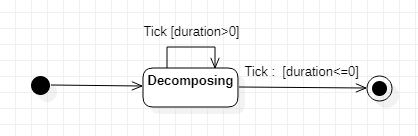 Tick [duration>0]
Tick :  [duration<=0]
Decomposing